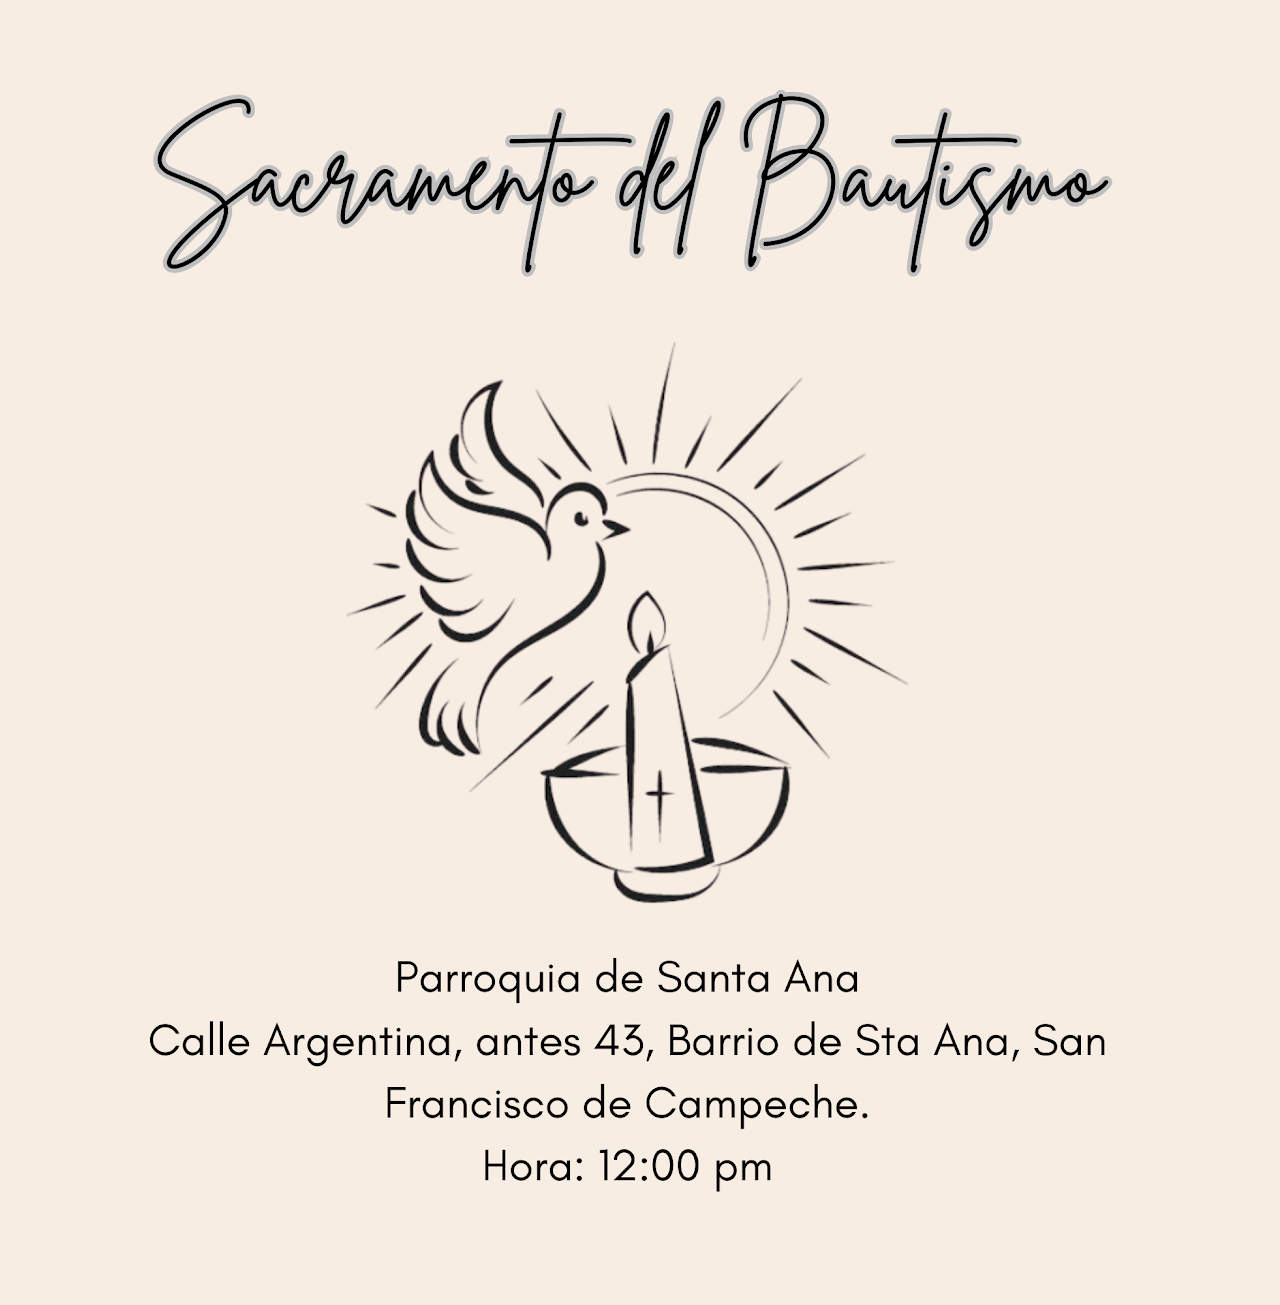 Sacramento del Bautismo
Parroquia de Santa Ana
Calle Argentina, antes 43, Barrio de Sta Ana, San
Francisco de Campeche.
Hora: 12:00 pm